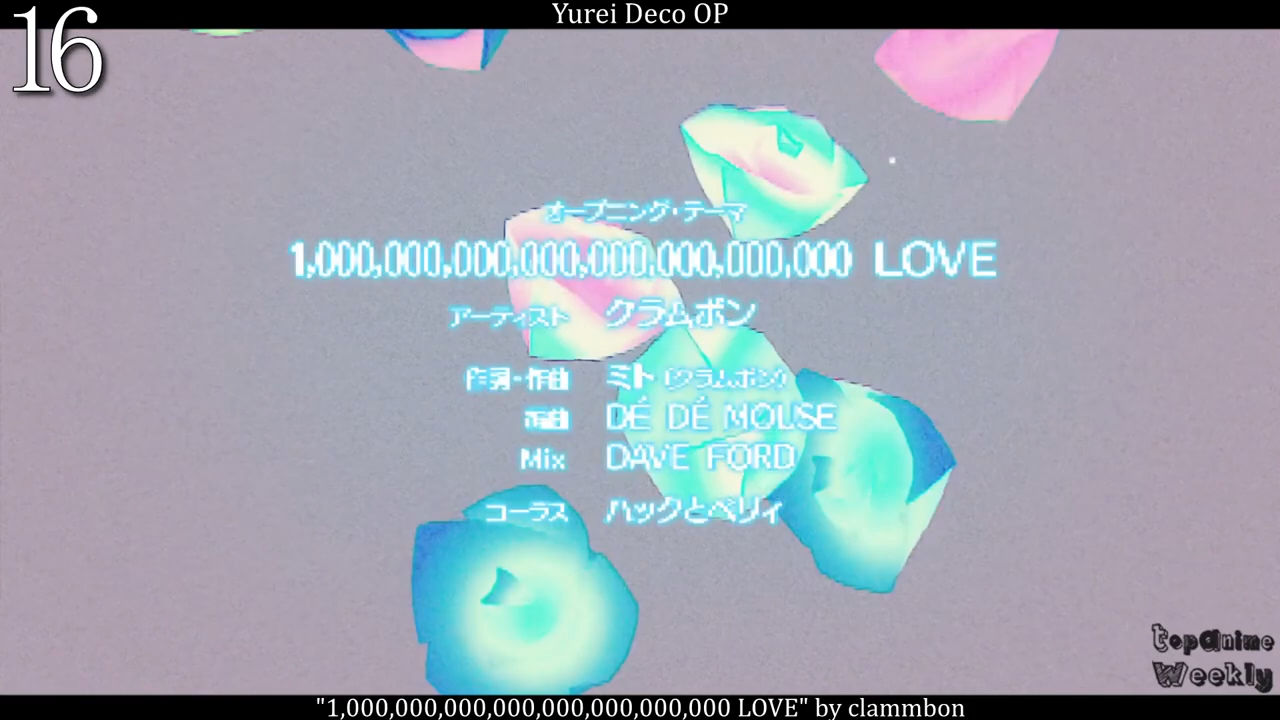 Yurei Deco OP
16
オープニング・テーマ
1,000,000,000,000,000,000,000,000 LOVE
アーティスト クラムボン
作詞・作曲 ミト (クラムボン)
編曲 DÉ DÉ MOUSE
Mix DAVE FORD
コーラス ハックとベリィ
topanime
Weekly
"1,000,000,000,000,000,000,000,000 LOVE" by clammbon